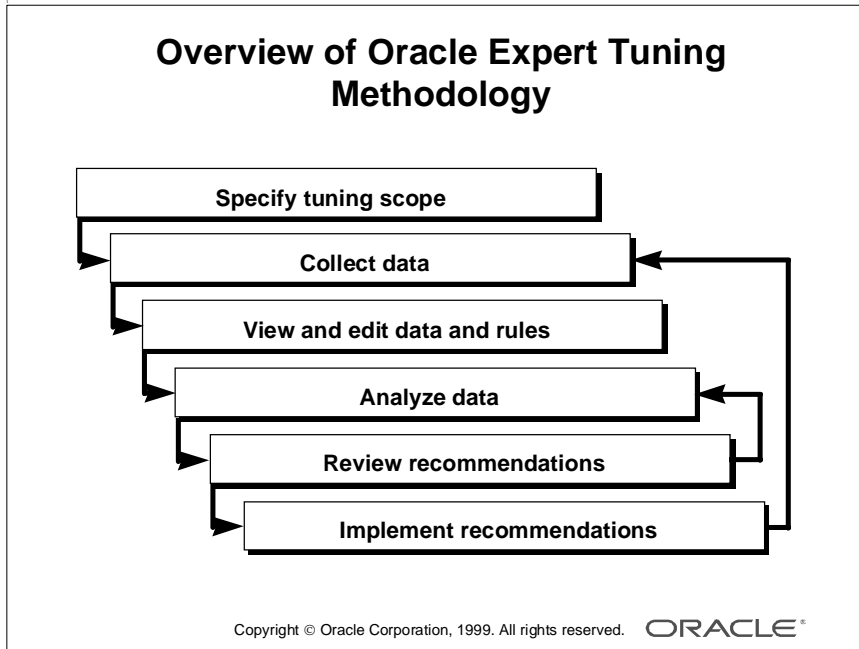 Overview of Oracle Expert Tuning
Methodology
Specify tuning scope
Collect data
View and edit data and rules
Analyze data
Review recommendations
Implement recommendations
Copyright © Oracle Corporation, 1999. All rights reserved. ORACLE®